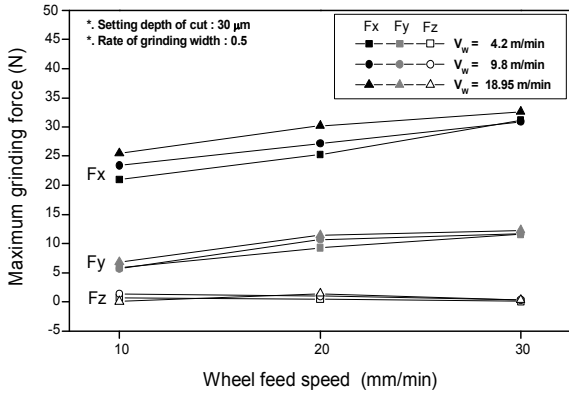 *. Setting depth of cut : 30 μm
*. Rate of grinding width : 0.5
Fx Fy Fz
Vw = 4.2 m/min
Vw = 9.8 m/min
Vw = 18.95 m/min
Maximum grinding force (N)
50
45
40
35
30
25
20
15
10
5
0
-5
Fx
Fy
Fz
10 20 30
Wheel feed speed (mm/min)